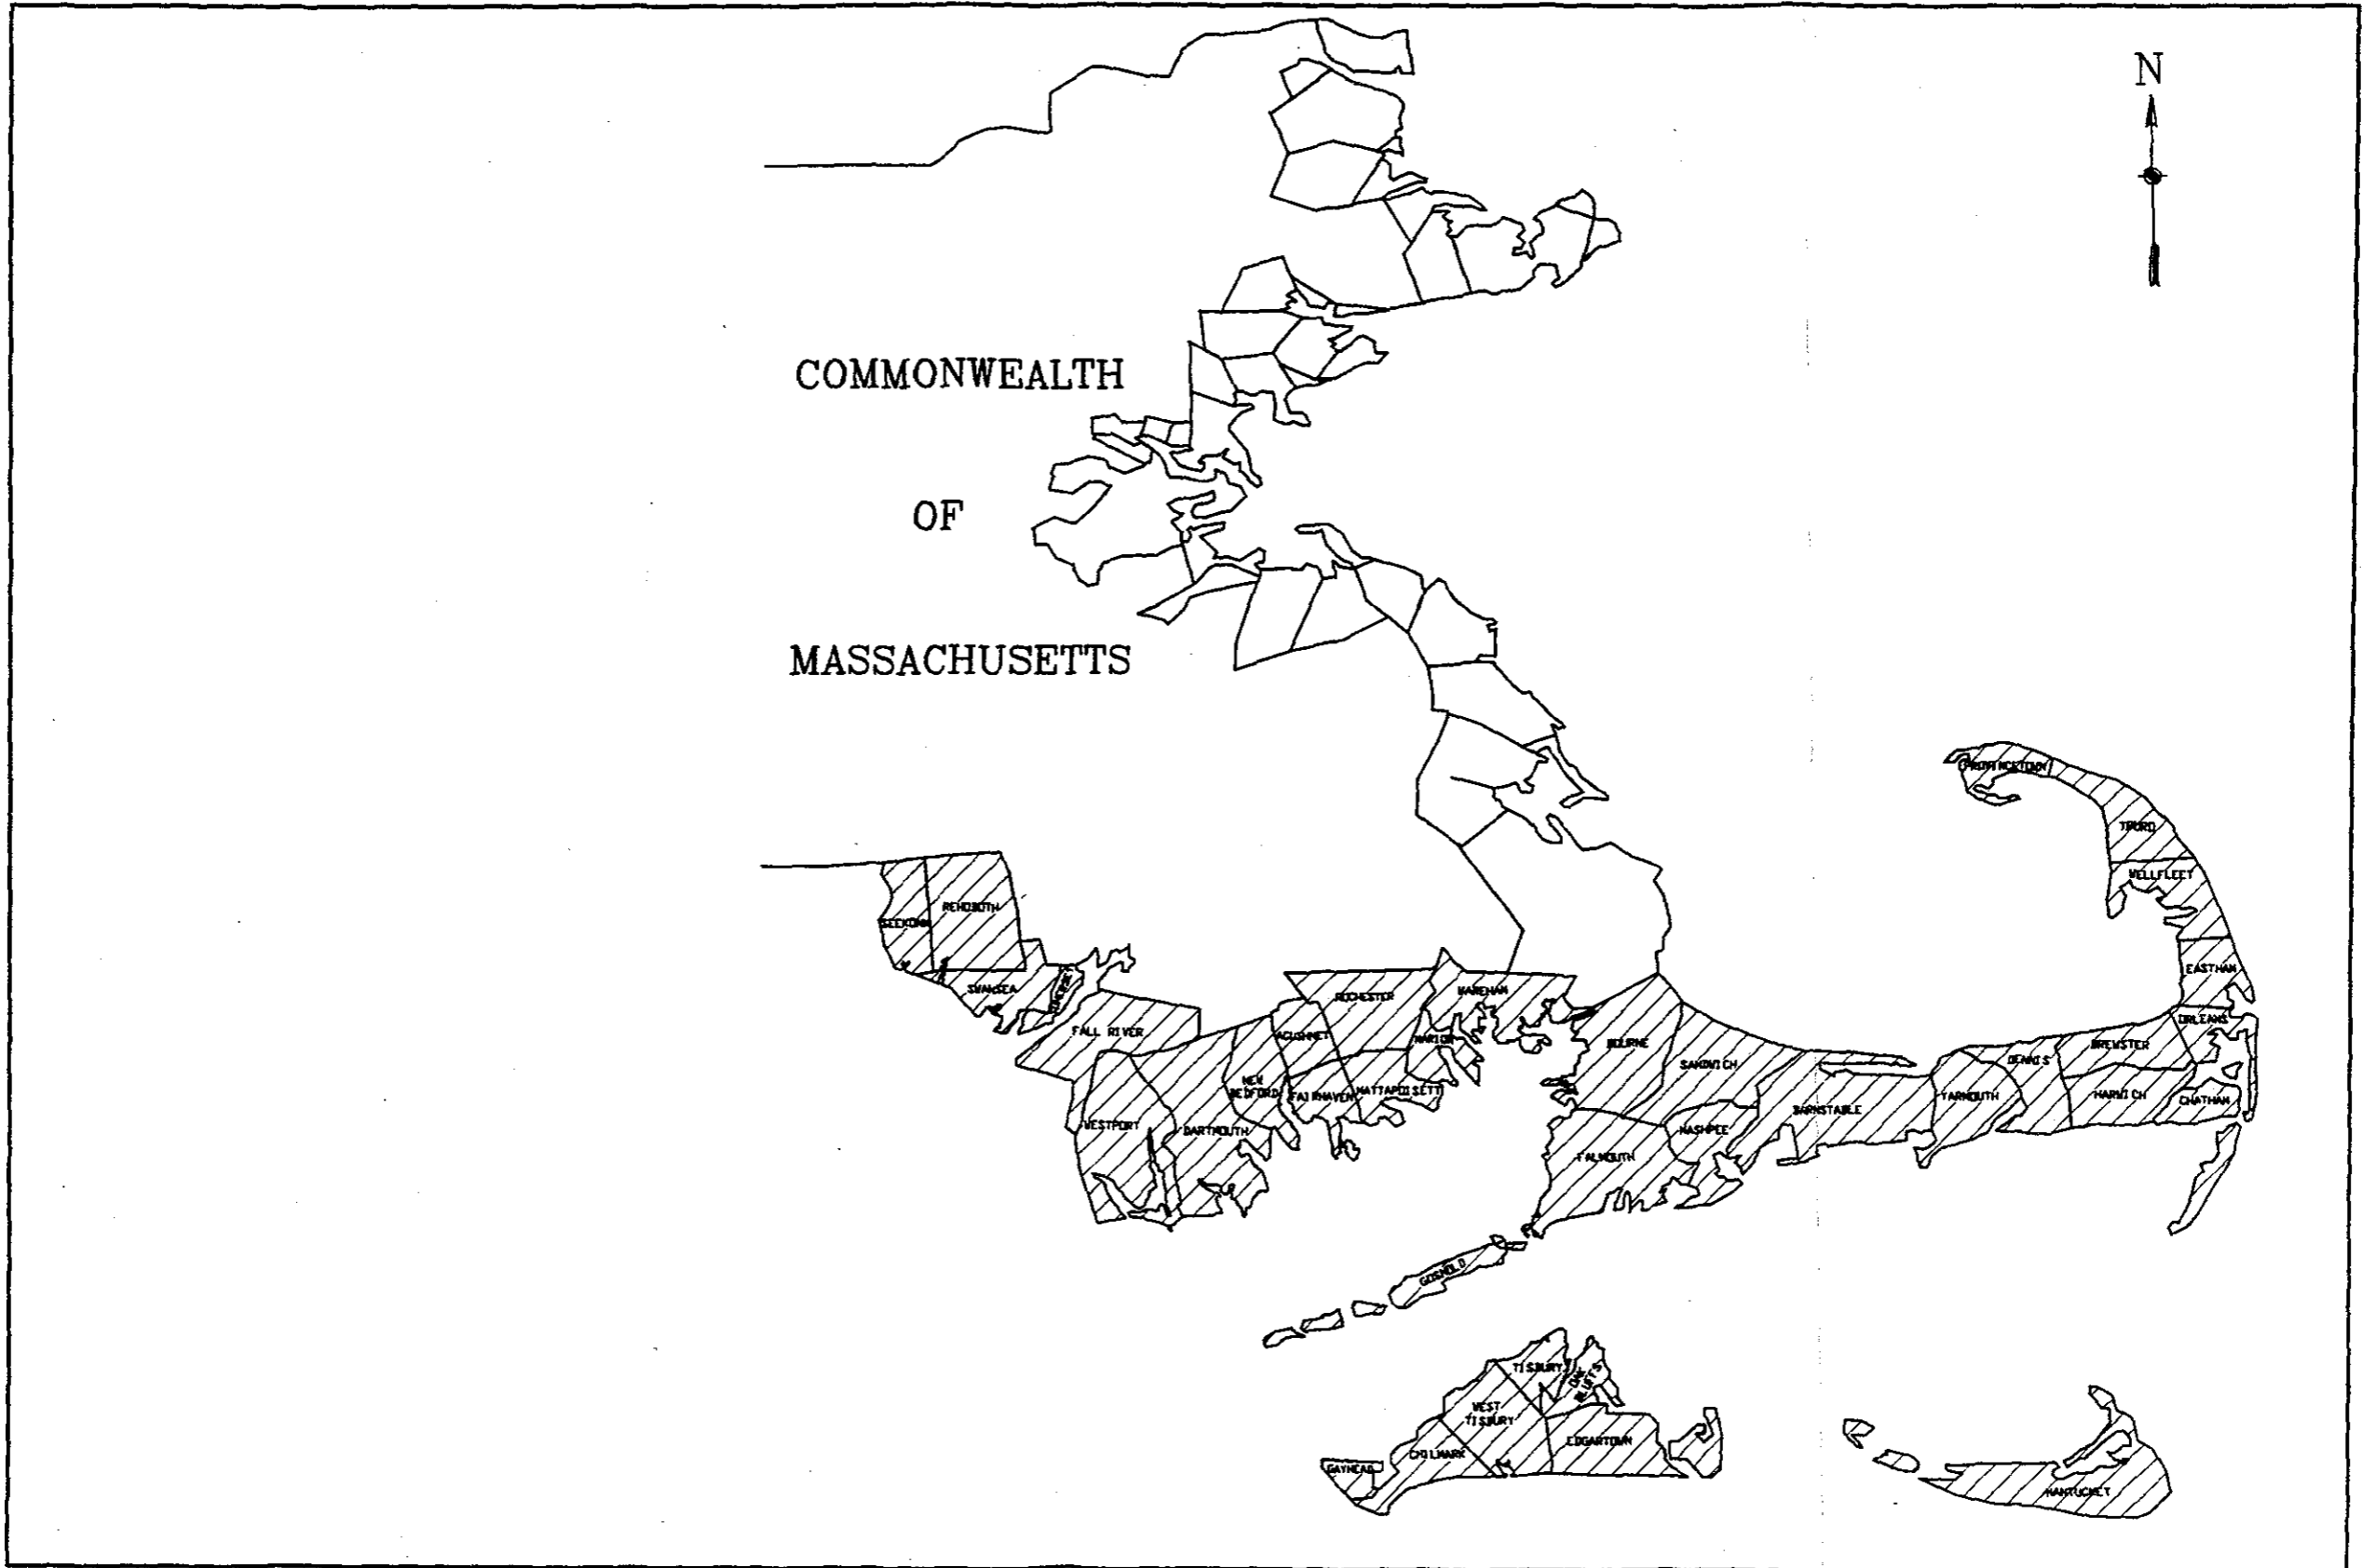 N
COMMONWEALTH
OF
MASSACHUSETTS
PROVINCETOWN
TRURO
WELLFLEET
EASTHAM
ORLEANS
SEEKONK
REHOBOTH
SWANSEA
FALL RIVER
WESTPORT
DARTMOUTH
NEW
BEDFORD
ACUSHNET
FAIRHAVEN
ROCHESTER
MATTAPOISETT
MARION
WAREHAM
BOURNE
SANDWICH
FALMOUTH
MASHPEE
BARNSTABLE
YARMOUTH
DENNIS
BREWSTER
HARWICH
CHATHAM
GOSNOLD
TISBURY
OAK
BLUFFS
WEST
TISBURY
EDGARTOWN
CHILMARK
GAYHEAD
NANTUCKET